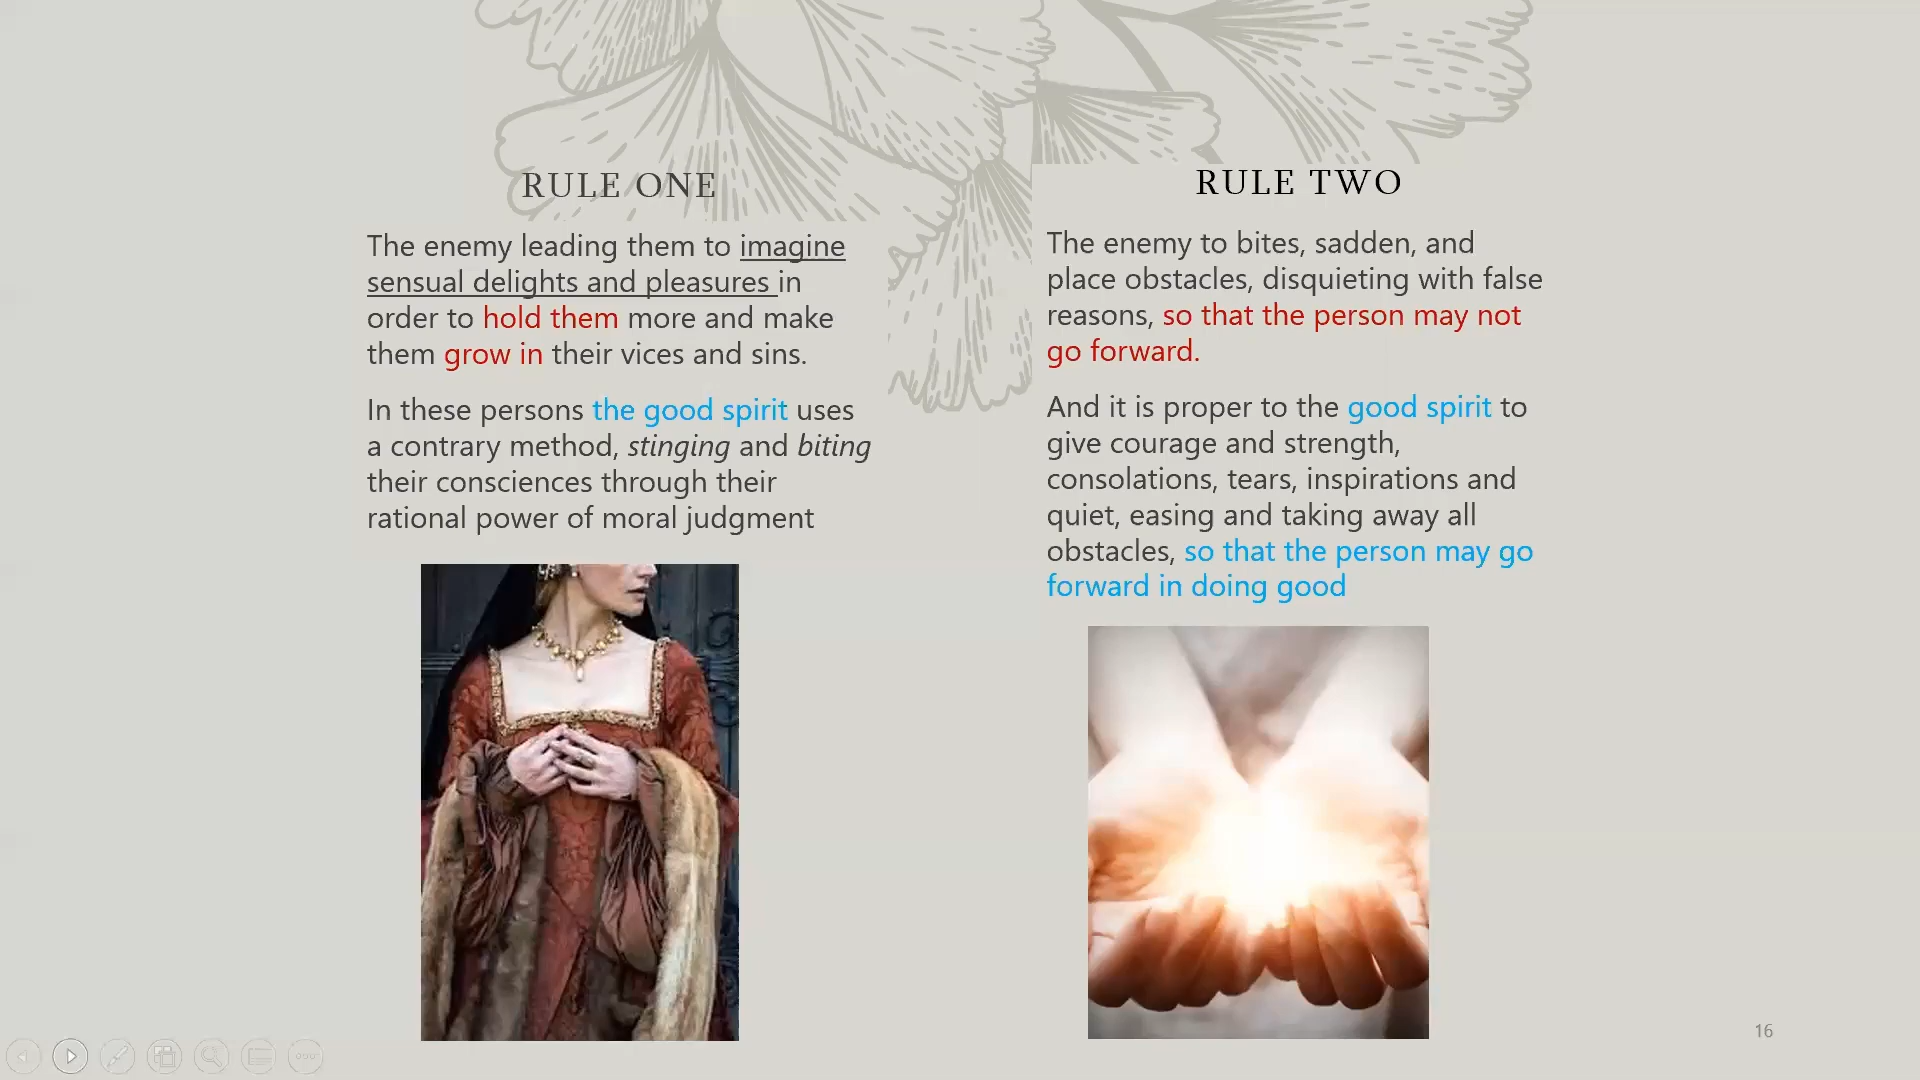 RULE ONE
The enemy leading them to imagine
sensual delights and pleasures in
order to hold them more and make
them grow in their vices and sins.
In these persons the good spirit uses
a contrary method, stinging and biting
their consciences through their
rational power of moral judgment
RULE TWO
The enemy to bites, sadden, and
place obstacles, disquieting with false
reasons, so that the person may not
go forward.
And it is proper to the good spirit to
give courage and strength,
consolations, tears, inspirations and
quiet, easing and taking away all
obstacles, so that the person may go
forward in doing good
16